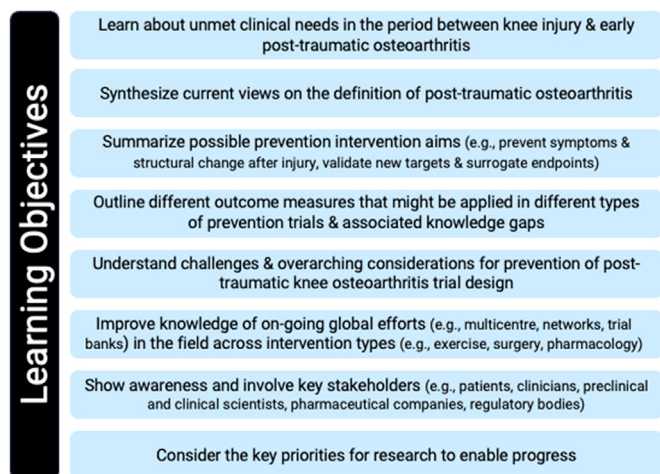 Learning Objectives
Learn about unmet clinical needs in the period between knee injury & early
post-traumatic osteoarthritis
Synthesize current views on the definition of post-traumatic osteoarthritis
Summarize possible prevention intervention aims (e.g., prevent symptoms &
structural change after injury, validate new targets & surrogate endpoints)
Outline different outcome measures that might be applied in different types
of prevention trials & associated knowledge gaps
Understand challenges & overarching considerations for prevention of post-
traumatic knee osteoarthritis trial design
Improve knowledge of on-going global efforts (e.g., multicentre, networks, trial
banks) in the field across intervention types (e.g., exercise, surgery, pharmacology)
Show awareness and involve key stakeholders (e.g., patients, clinicians, preclinical
and clinical scientists, pharmaceutical companies, regulatory bodies)
Consider the key priorities for research to enable progress